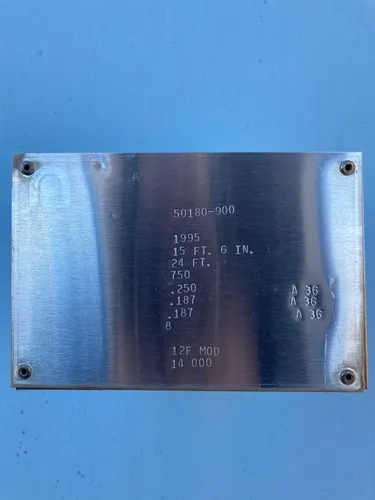 50180-900
1995
15 FT. 6 IN.
24 FT.
750
.250 A 36
.187 A 36
.187 A 36
8
12F MOD
14 000